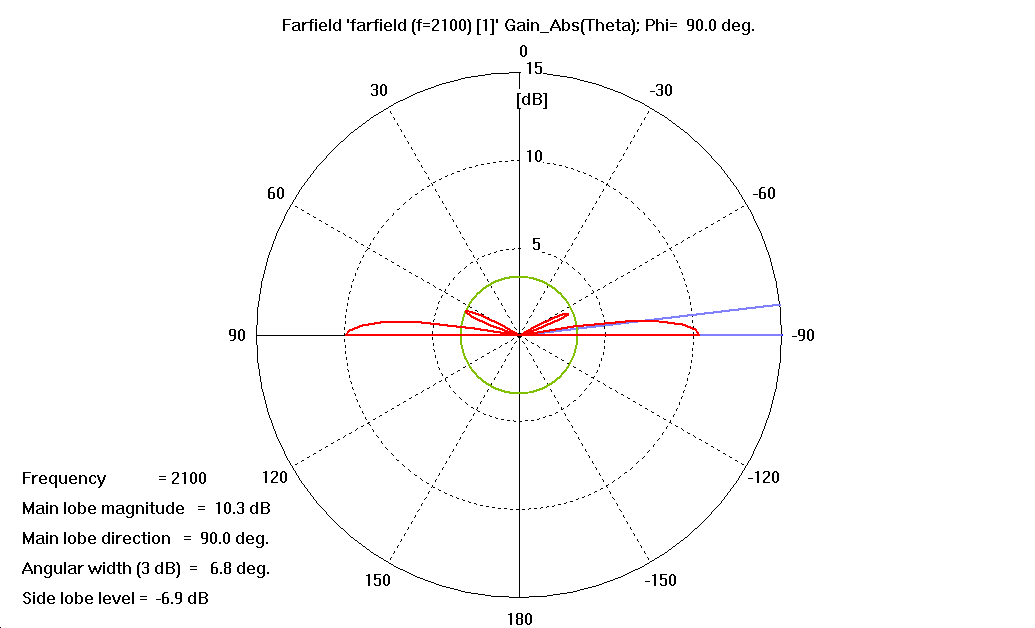 Farfield 'farfield (f=2100) [1]' Gain_Abs(Theta); Phi= 90.0 deg.
0
15
[dB]
30
-30
10
60
-60
5
90
-90
120
-120
150
-150
180
Frequency = 2100
Main lobe magnitude = 10.3 dB
Main lobe direction = 90.0 deg.
Angular width (3 dB) = 6.8 deg.
Side lobe level = -6.9 dB